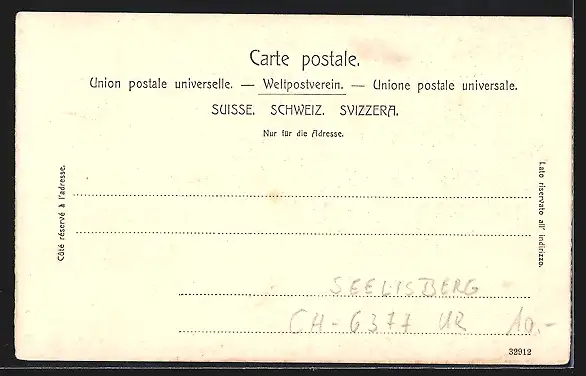 Carte postale.
Union postale universelle. — Weltpostverein. — Unione postale universale.
SUISSE. SCHWEIZ. SVIZZERA.
Nur für die Adresse.
Côté réservé à l'adresse.
Lato riservato all' indirizzo.
SEELISBERG
CH-6377 UR 10.-
32912